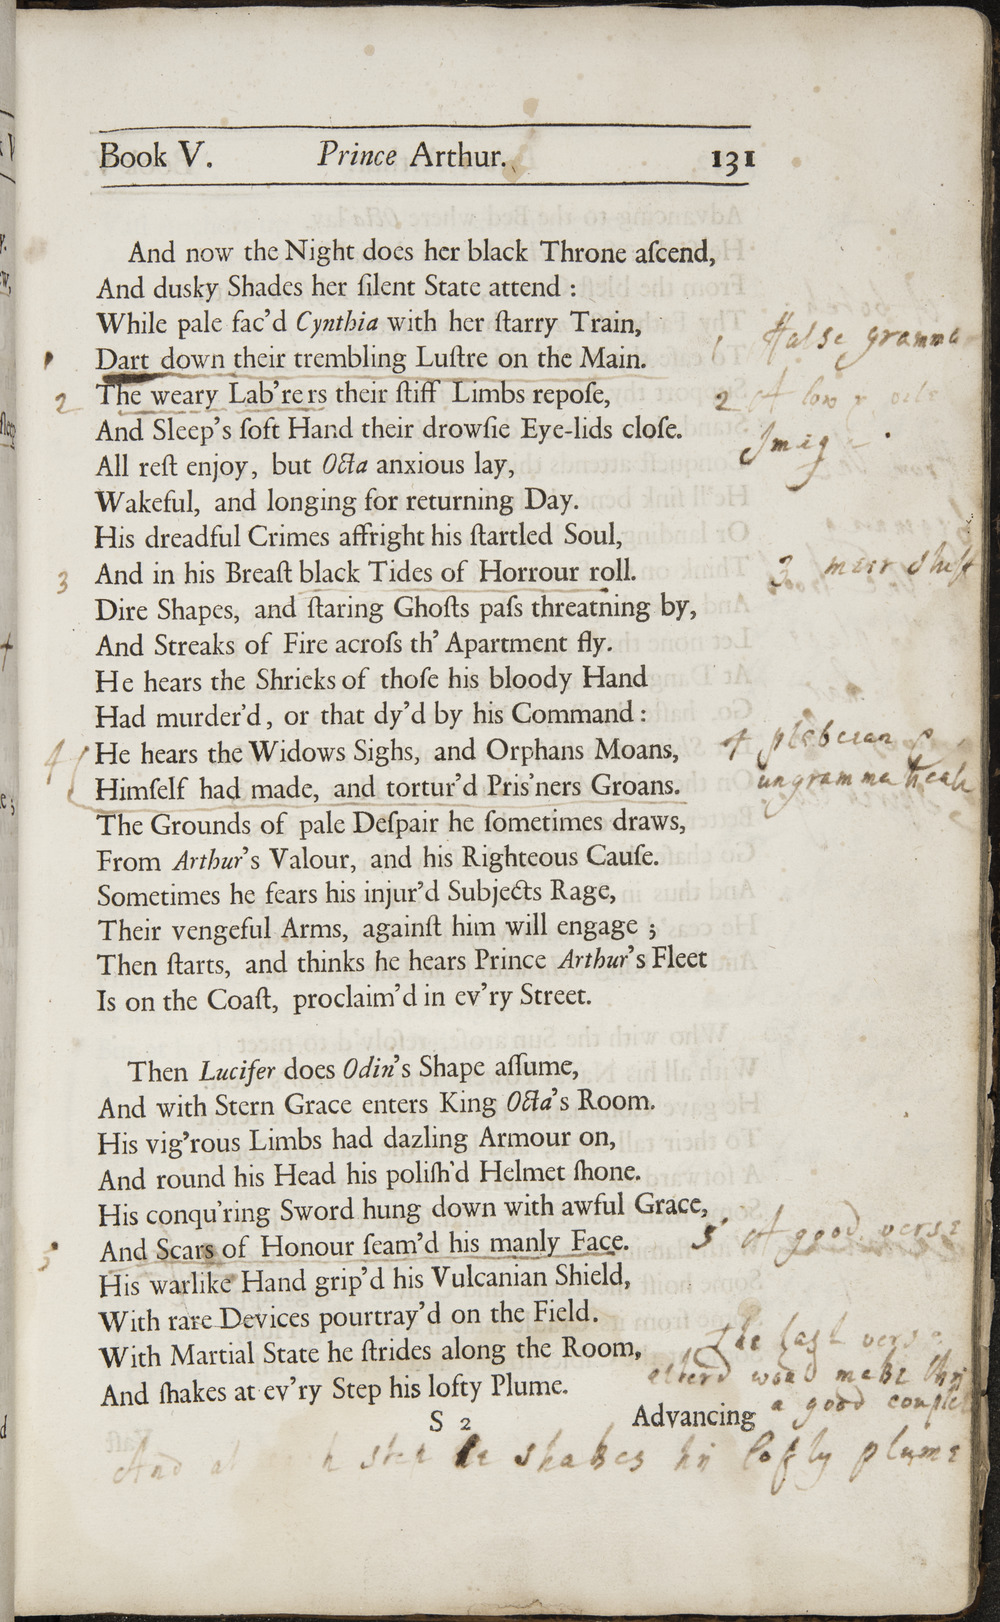 Book V. Prince Arthur. 131
And now the Night does her black Throne aſcend,
And dusky Shades her ſilent State attend :
While pale fac'd Cynthia with her ſtarry Train,
1 ffalse gramma
Dart down their trembling Luſtre on the Main.
2 The weary Lab'rers their ſtiff Limbs repoſe,
2 A low
And Sleep's ſoft Hand their drowſie Eye-lids cloſe.
Imag
All reſt enjoy, but Octa anxious lay,
Wakeful, and longing for returning Day.
His dreadful Crimes affright his ſtartled Soul,
3 And in his Breaſt black Tides of Horrour roll.
3 meer
Dire Shapes, and ſtaring Ghoſts paſs threatning by,
And Streaks of Fire acroſs th' Apartment fly.
He hears the Shrieks of thoſe his bloody Hand
Had murder'd, or that dy'd by his Command :
4 He hears the Widows Sighs, and Orphans Moans,
4 plebeian &
Himſelf had made, and tortur'd Pris'ners Groans.
ungrammaticall
The Grounds of pale Deſpair he ſometimes draws,
From Arthur's Valour, and his Righteous Cauſe.
Sometimes he fears his injur'd Subjects Rage,
Their vengeful Arms, againſt him will engage ;
Then ſtarts, and thinks he hears Prince Arthur's Fleet
Is on the Coaſt, proclaim'd in ev'ry Street.
Then Lucifer does Odin's Shape aſſume,
And with Stern Grace enters King Octa's Room.
His vig'rous Limbs had dazling Armour on,
And round his Head his poliſh'd Helmet ſhone.
His conqu'ring Sword hung down with awful Grace,
5 And Scars of Honour ſeam'd his manly Face.
5 A good verse
His warlike Hand grip'd his Vulcanian Shield,
With rare Devices pourtray'd on the Field.
The last verse
With Martial State he ſtrides along the Room,
alterd woud make this
And ſhakes at ev'ry Step his lofty Plume.
a good couplet
S 2 Advancing
And at step he shakes his lofty plume